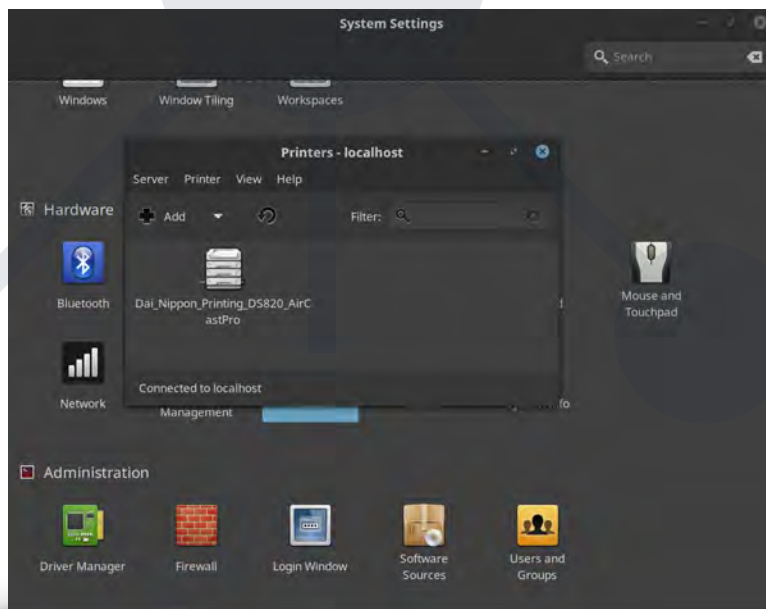 System Settings
Search
Windows
Window Tiling
Workspaces
Printers - localhost
Server Printer View Help
Hardware
Add
Filter:
Bluetooth
Dai_Nippon_Printing_DS820_AirC
astPro
Mouse and
Touchpad
Connected to localhost
Network
Management
Administration
Driver Manager
Firewall
Login Window
Software
Sources
Users and
Groups